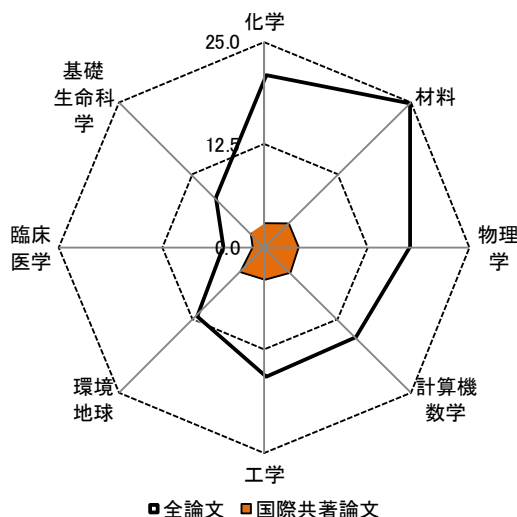 化学
25.0
基礎
生命科
学
材料
12.5
臨床
医学
0.0
物理
学
環境
地球
計算機
数学
工学
全論文 国際共著論文